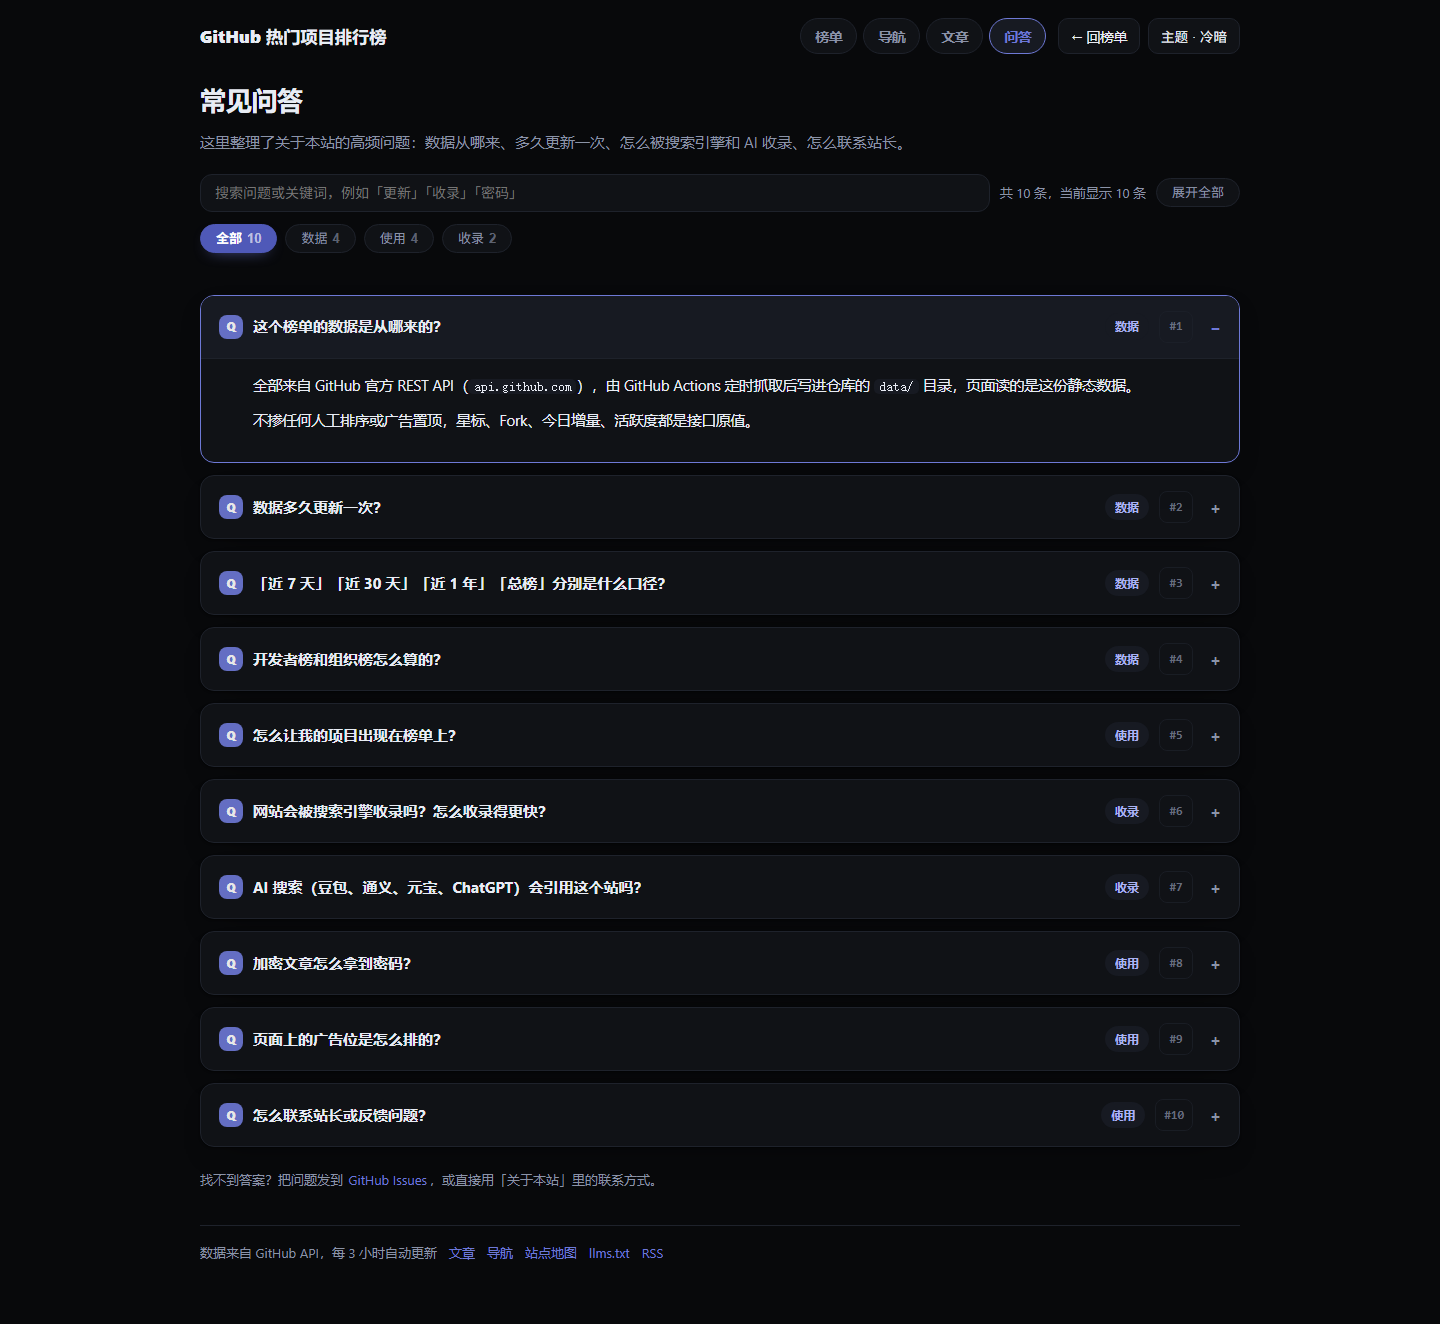 GitHub 热门项目排行榜
榜单 导航 文章 问答 ← 回榜单 主题 · 冷暗
常见问答
这里整理了关于本站的高频问题：数据从哪来、多久更新一次、怎么被搜索引擎和 AI 收录、怎么联系站长。
搜索问题或关键词，例如「更新」「收录」「密码」 共 10 条，当前显示 10 条 展开全部
全部 10 数据 4 使用 4 收录 2
Q 这个榜单的数据是从哪来的？ 数据 #1 −
全部来自 GitHub 官方 REST API（ api.github.com ），由 GitHub Actions 定时抓取后写进仓库的 data/ 目录，页面读的是这份静态数据。
不掺任何人工排序或广告置顶，星标、Fork、今日增量、活跃度都是接口原值。
Q 数据多久更新一次？ 数据 #2 +
Q 「近 7 天」「近 30 天」「近 1 年」「总榜」分别是什么口径？ 数据 #3 +
Q 开发者榜和组织榜怎么算的？ 数据 #4 +
Q 怎么让我的项目出现在榜单上？ 使用 #5 +
Q 网站会被搜索引擎收录吗？怎么收录得更快？ 收录 #6 +
Q AI 搜索（豆包、通义、元宝、ChatGPT）会引用这个站吗？ 收录 #7 +
Q 加密文章怎么拿到密码？ 使用 #8 +
Q 页面上的广告位是怎么排的？ 使用 #9 +
Q 怎么联系站长或反馈问题？ 使用 #10 +
找不到答案？把问题发到 GitHub Issues，或直接用「关于本站」里的联系方式。
数据来自 GitHub API，每 3 小时自动更新 文章 导航 站点地图 llms.txt RSS